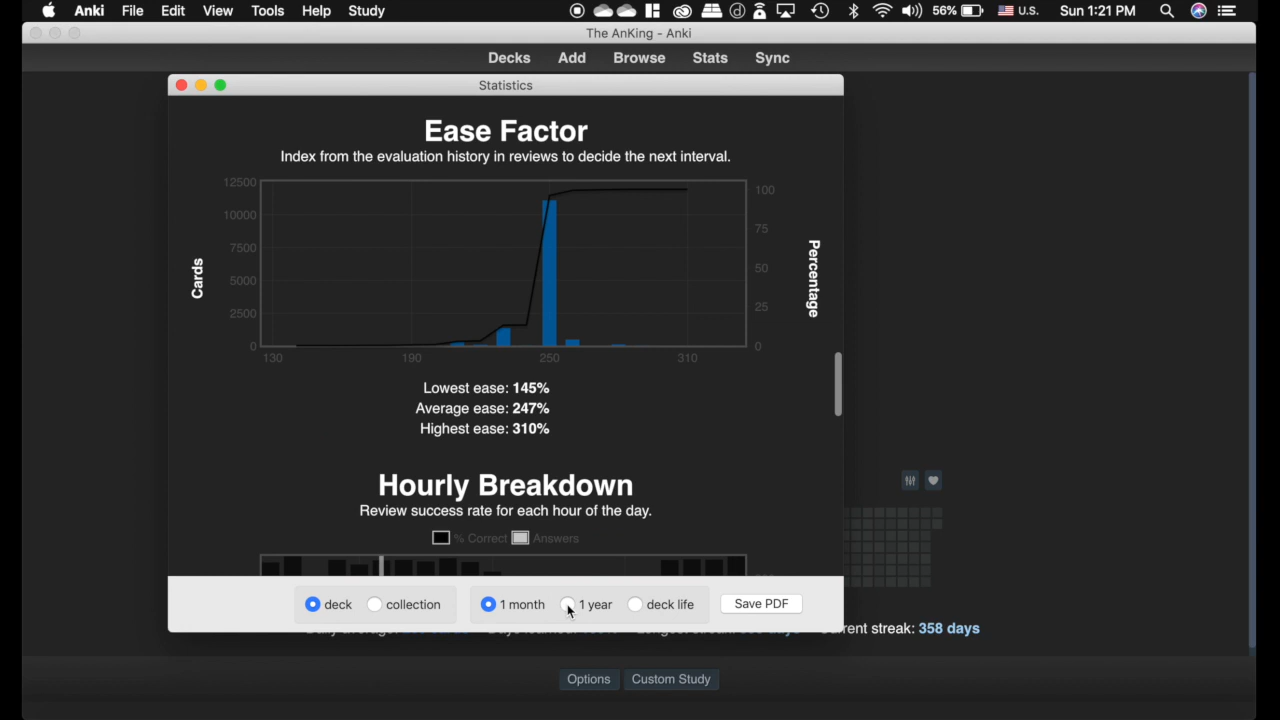 Anki File Edit View Tools Help Study 56% U.S. Sun 1:21 PM
The AnKing - Anki
Decks Add Browse Stats Sync
Statistics
Ease Factor
Index from the evaluation history in reviews to decide the next interval.
12500 100
10000
7500 75
5000 50
2500 25
0 0
130 190 250 310
Cards
Percentage
Lowest ease: 145%
Average ease: 247%
Highest ease: 310%
Hourly Breakdown
Review success rate for each hour of the day.
% Correct Answers
deck collection 1 month 1 year deck life Save PDF
358 days
Options Custom Study